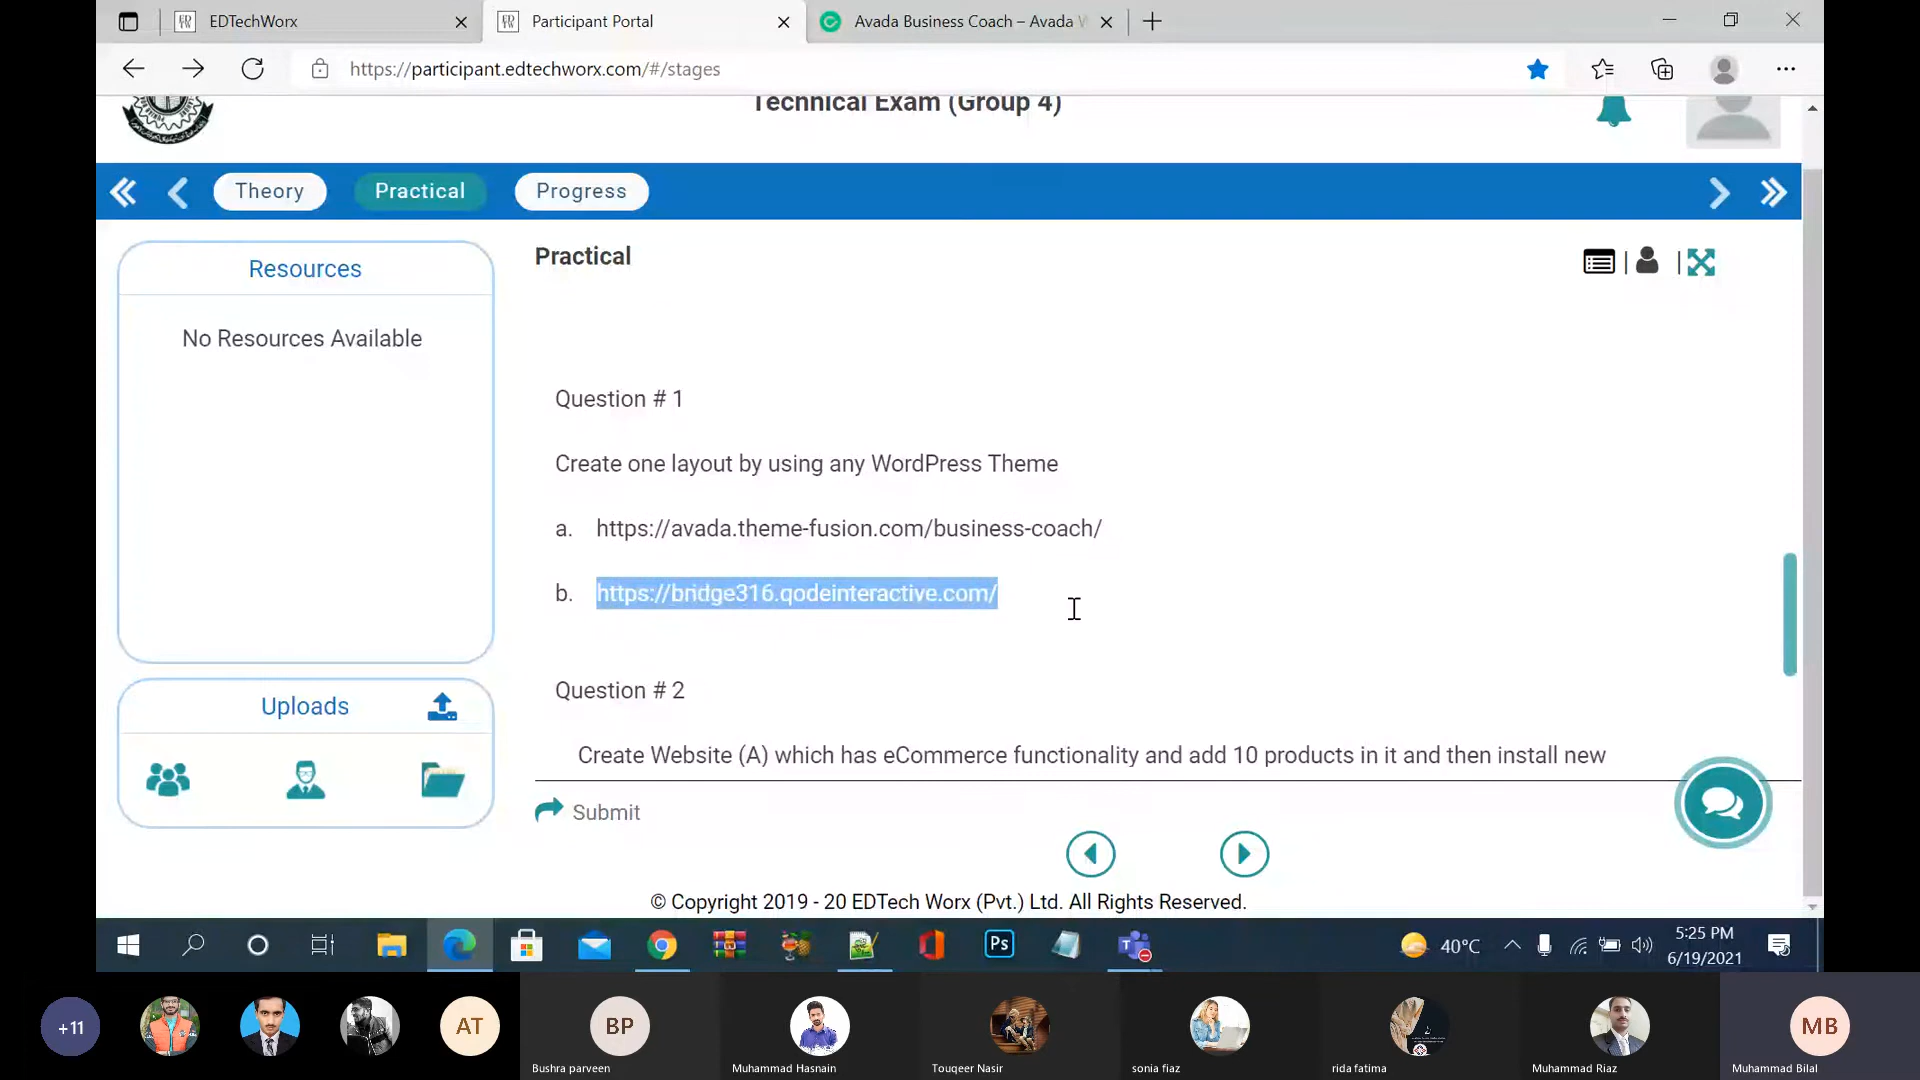 EDTechWorx
Participant Portal
Avada Business Coach – Avada W
https://participant.edtechworx.com/#/stages
Technical Exam (Group 4)
Theory
Practical
Progress
Resources
No Resources Available
Uploads
Practical
Question # 1
Create one layout by using any WordPress Theme
a. https://avada.theme-fusion.com/business-coach/
b. https://bridge316.qodeinteractive.com/
Question # 2
Create Website (A) which has eCommerce functionality and add 10 products in it and then install new
Submit
© Copyright 2019 - 20 EDTech Worx (Pvt.) Ltd. All Rights Reserved.
Ps
40°C
5:25 PM
6/19/2021
+11
AT
BP
MB
Bushra parveen
Muhammad Hasnain
Touqeer Nasir
sonia fiaz
rida fatima
Muhammad Riaz
Muhammad Bilal